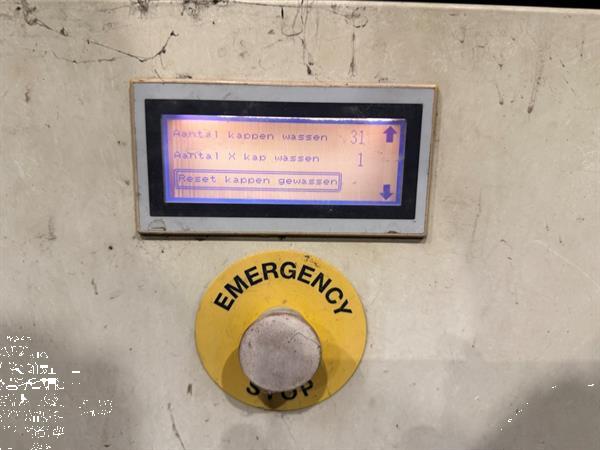 Aantal kappen wassen 31
Aantal X kap wassen 1
Reset kappen gewassen
EMERGENCY
STOP